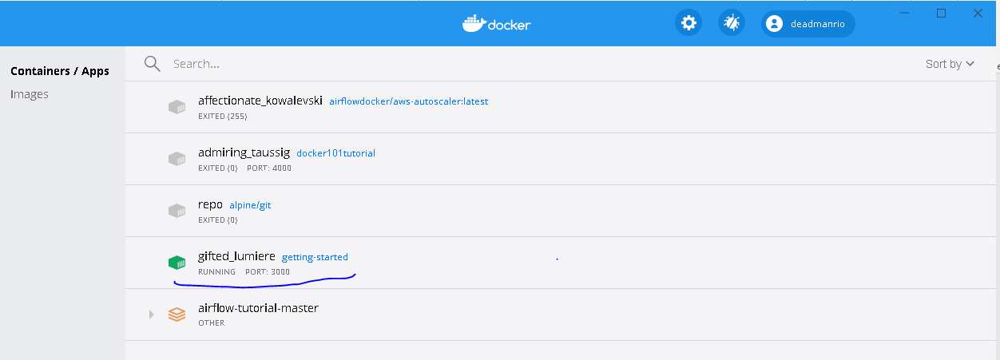 docker
deadmanrio
Containers / Apps
Images
Search...
Sort by
affectionate_kowalevski airflowdocker/aws-autoscaler:latest
EXITED (255)
admiring_taussig docker101tutorial
EXITED (0) PORT: 4000
repo alpine/git
EXITED (0)
gifted_lumiere getting-started
RUNNING PORT: 3000
airflow-tutorial-master
OTHER